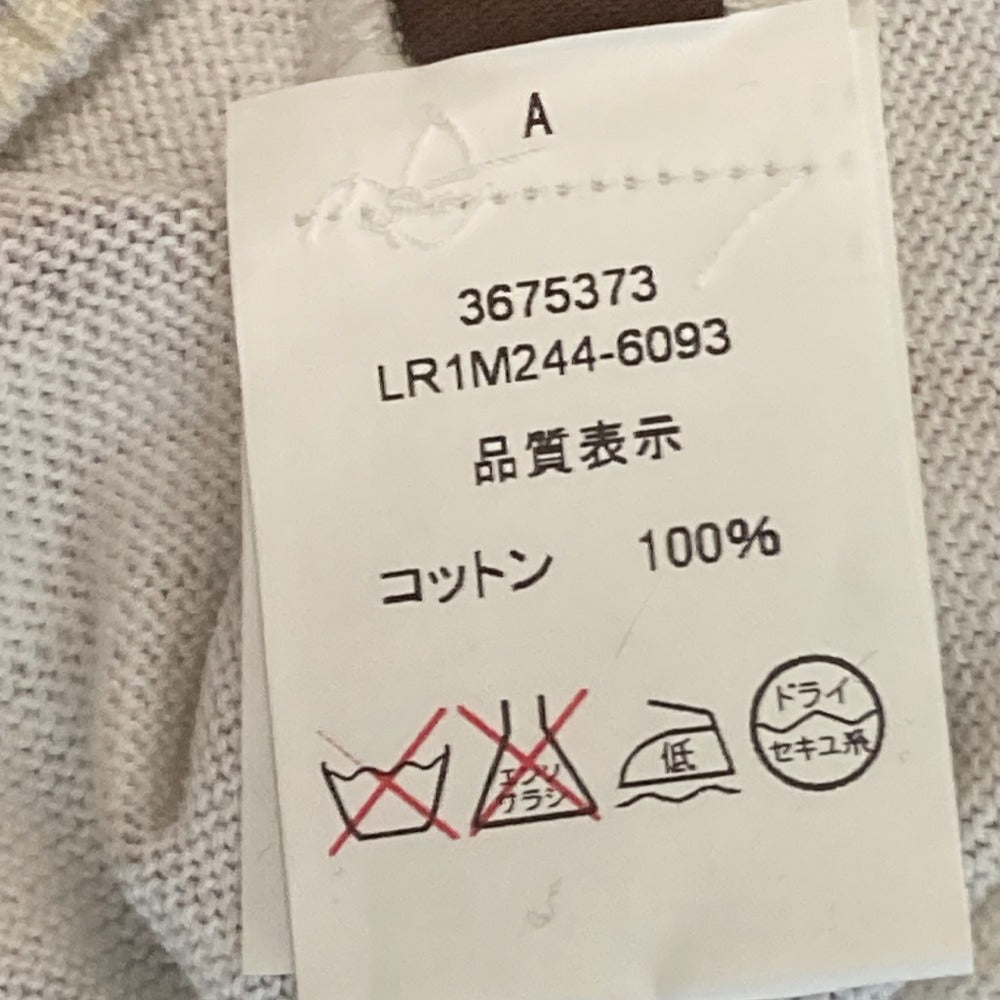 A
3675373
LR1M244-6093
品質表示
コットン 100%
エンソ
サラシ
低
ドライ
セキユ系